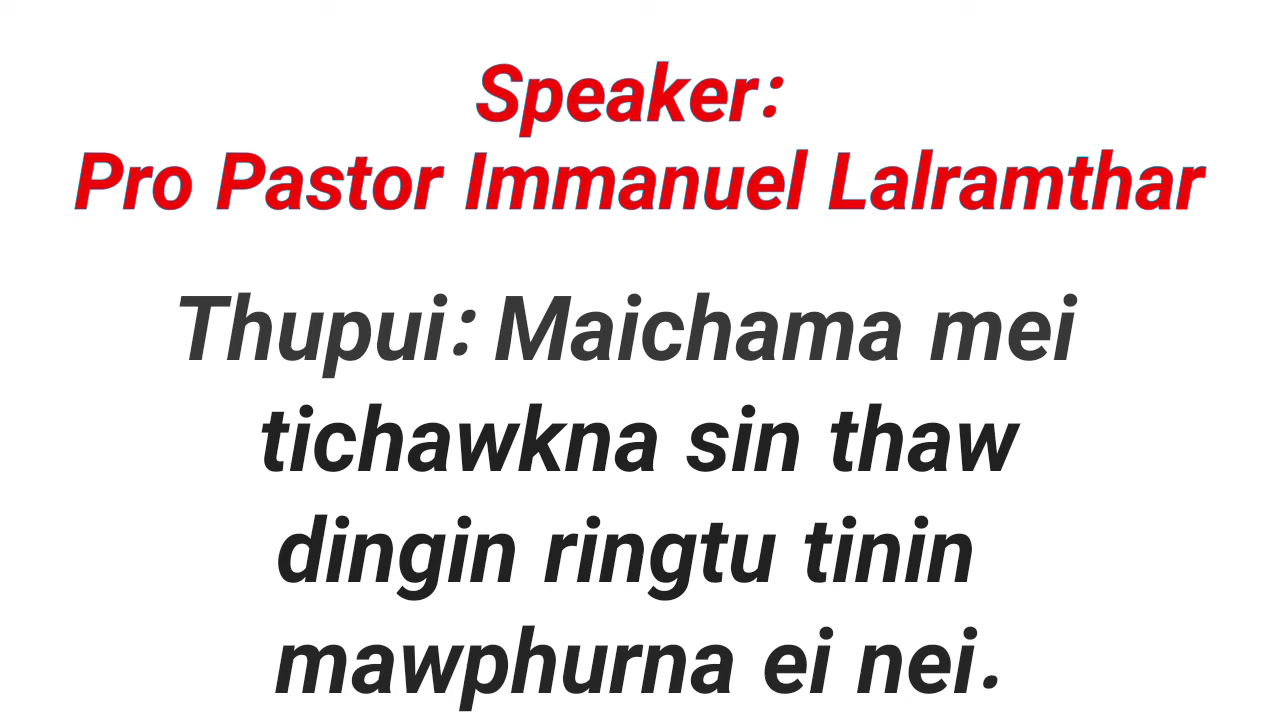 Speaker:
Pro Pastor Immanuel Lalramthar
Thupui: Maichama mei
tichawkna sin thaw
dingin ringtu tinin
mawphurna ei nei.